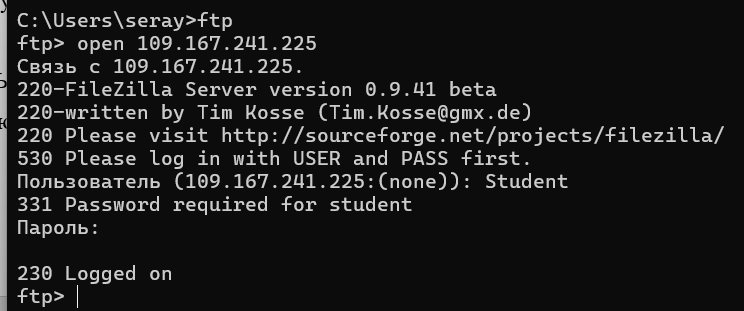 C:\Users\seray>ftp
ftp> open 109.167.241.225
Связь с 109.167.241.225.
220-FileZilla Server version 0.9.41 beta
220-written by Tim Kosse (Tim.Kosse@gmx.de)
220 Please visit http://sourceforge.net/projects/filezilla/
530 Please log in with USER and PASS first.
Пользователь (109.167.241.225:(none)): Student
331 Password required for student
Пароль:
230 Logged on
ftp>